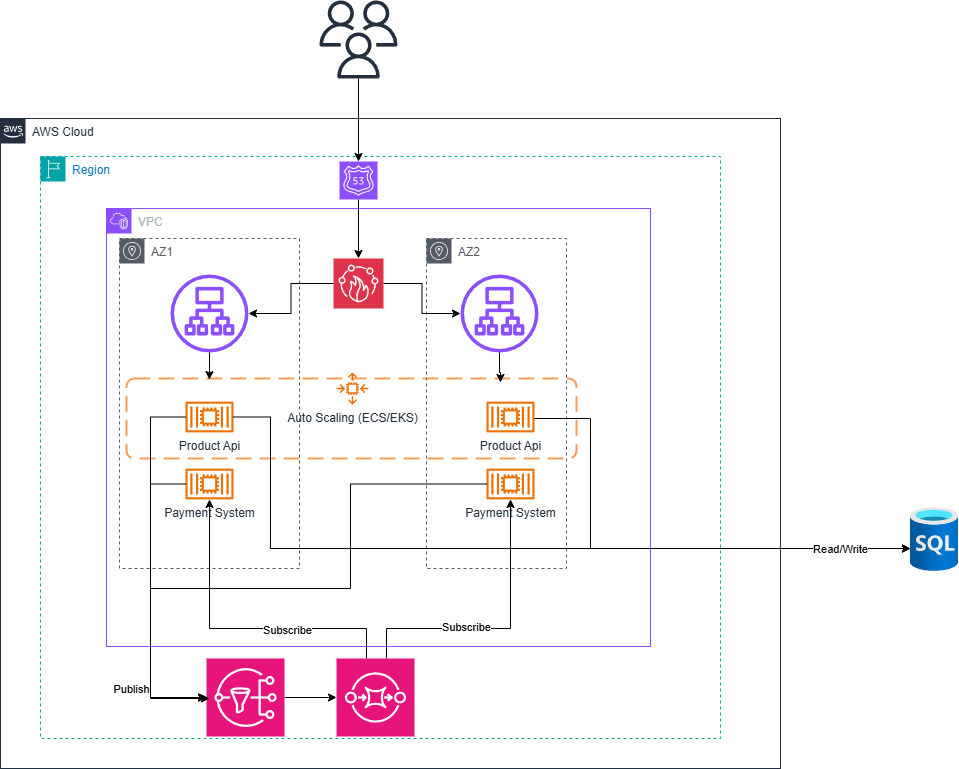 aws
AWS Cloud
Region
53
VPC
AZ1
AZ2
Auto Scaling (ECS/EKS)
Product Api
Product Api
Payment System
Payment System
SQL
Read/Write
Subscribe
Subscribe
Publish